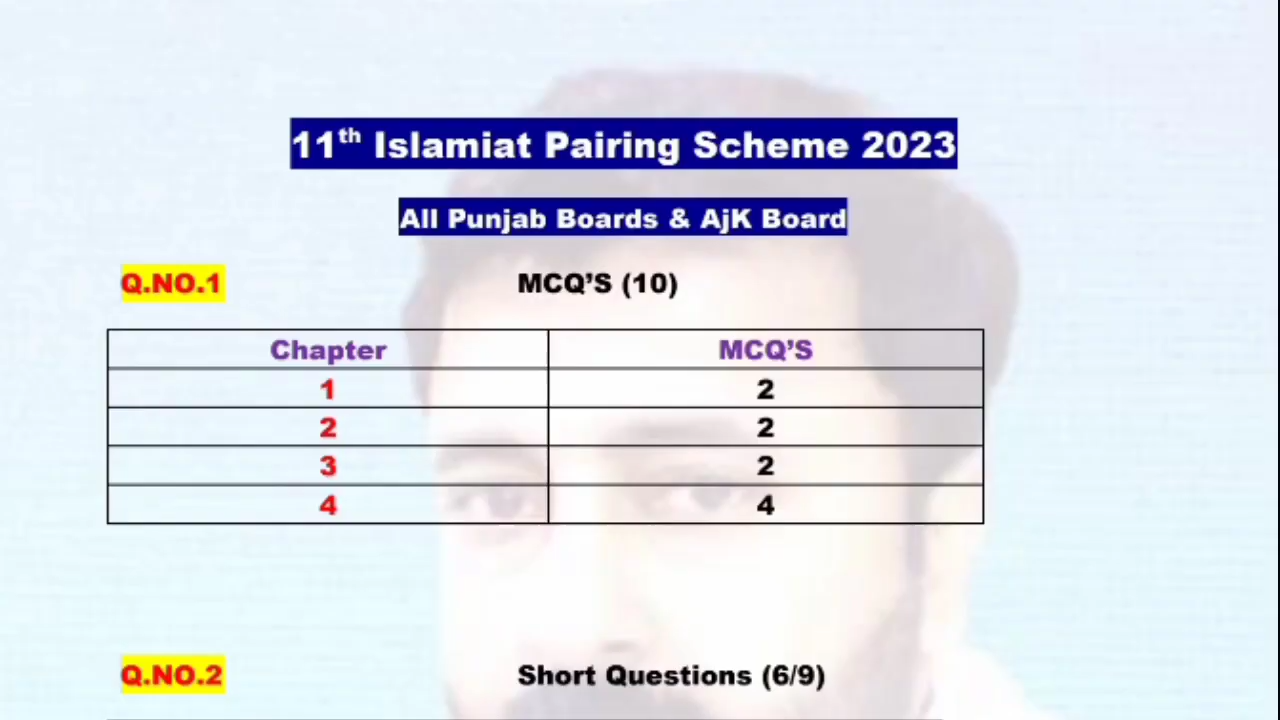 11th Islamiat Pairing Scheme 2023
All Punjab Boards & AjK Board
Q.NO.1 MCQ’S (10)
Chapter MCQ’S
1 2
2 2
3 2
4 4
Q.NO.2 Short Questions (6/9)